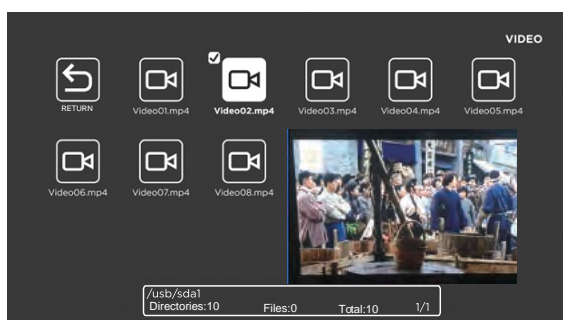 VIDEO
RETURN
Video01.mp4
Video02.mp4
Video03.mp4
Video04.mp4
Video05.mp4
Video06.mp4
Video07.mp4
Video08.mp4
/usb/sda1
Directories:10 Files:0 Total:10 1/1